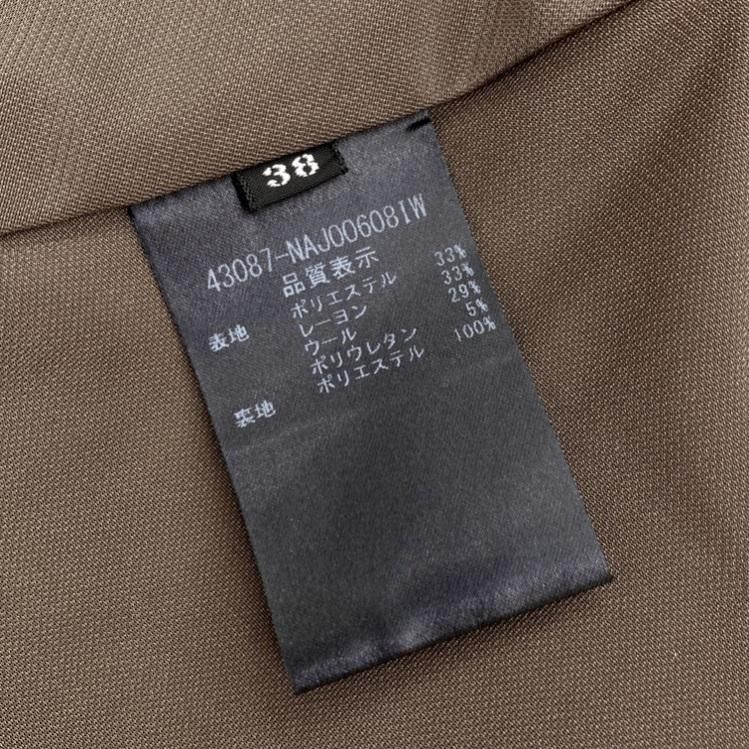 38
43087-NAJ00608IW
品質表示
表地 ポリエステル 33%
レーヨン 33%
ウール 29%
ポリウレタン 5%
裏地 ポリエステル 100%